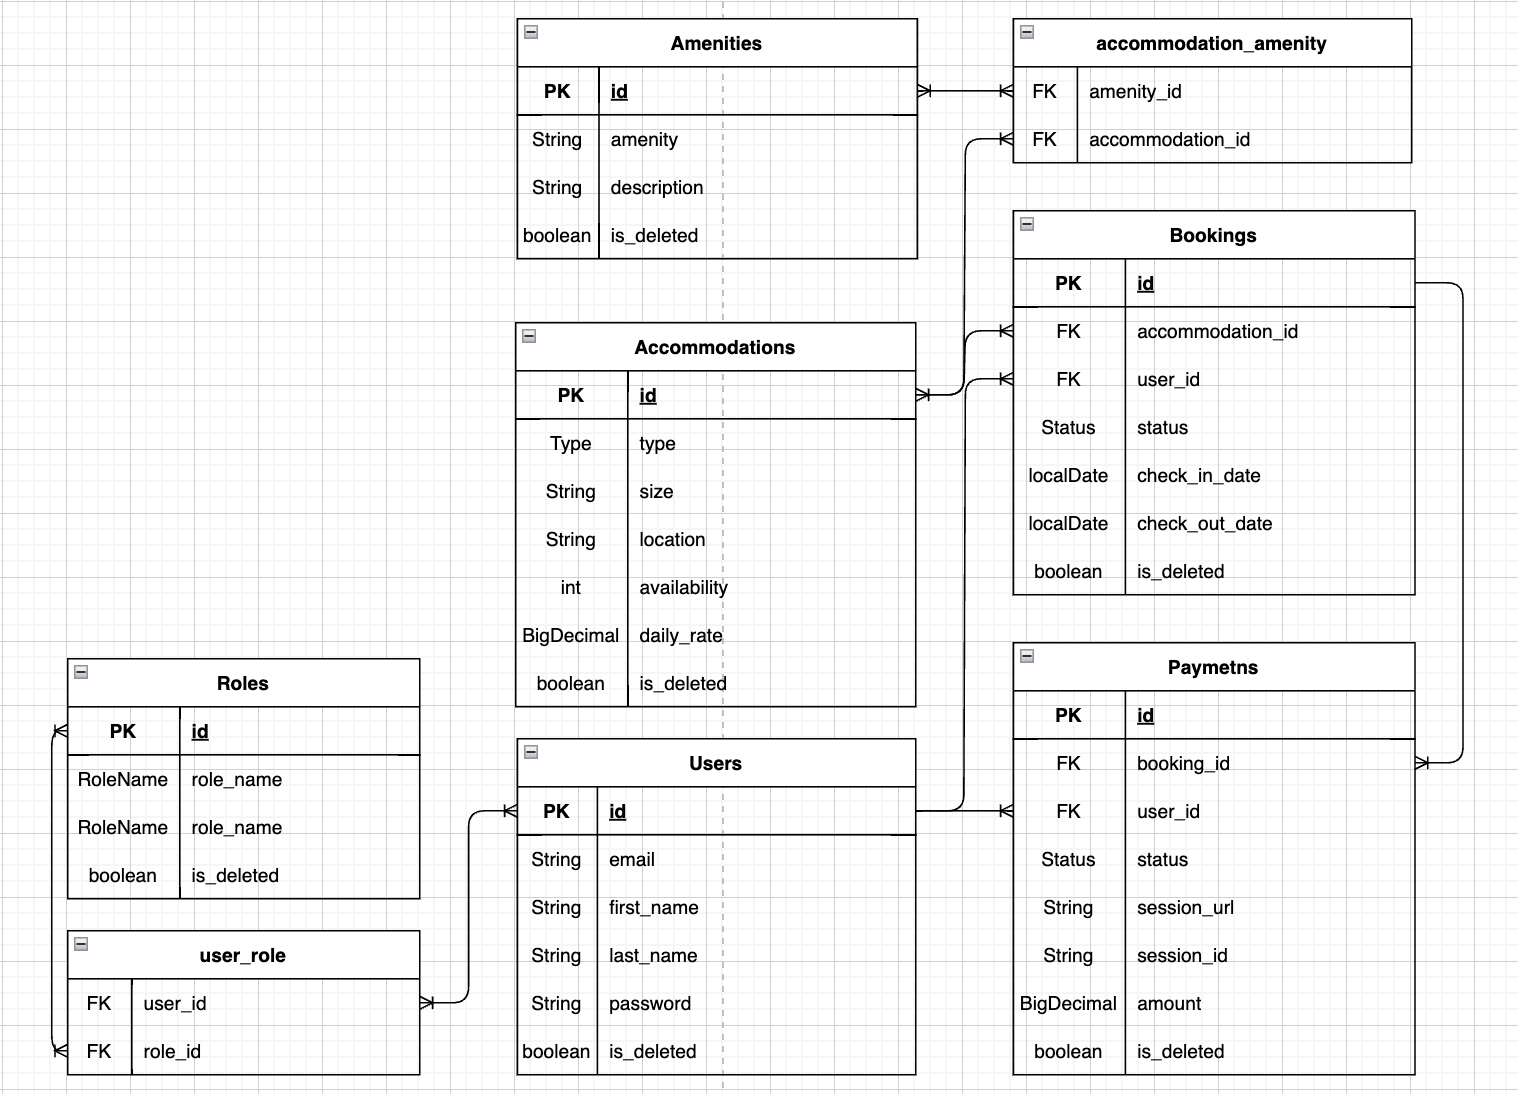 Amenities
PK id
String amenity
String description
boolean is_deleted
accommodation_amenity
FK amenity_id
FK accommodation_id
Bookings
PK id
FK accommodation_id
FK user_id
Status status
localDate check_in_date
localDate check_out_date
boolean is_deleted
Accommodations
PK id
Type type
String size
String location
int availability
BigDecimal daily_rate
boolean is_deleted
Roles
PK id
RoleName role_name
RoleName role_name
boolean is_deleted
user_role
FK user_id
FK role_id
Users
PK id
String email
String first_name
String last_name
String password
boolean is_deleted
Paymetns
PK id
FK booking_id
FK user_id
Status status
String session_url
String session_id
BigDecimal amount
boolean is_deleted